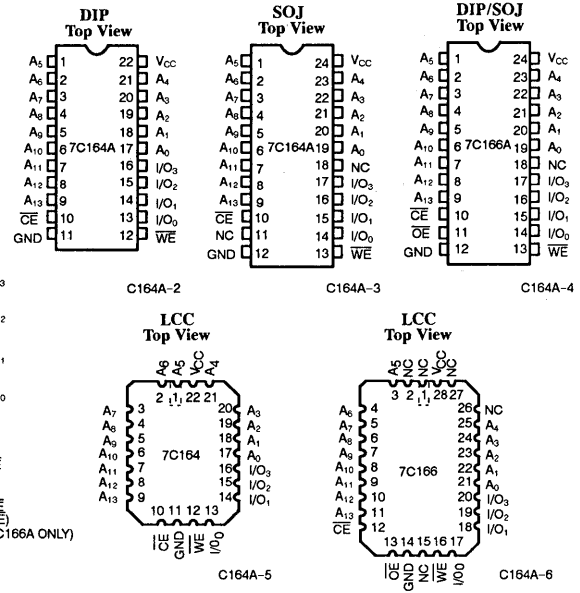 DIP
Top View
A5 1 22 VCC
A6 2 21 A4
A7 3 20 A3
A8 4 19 A2
A9 5 18 A1
A10 6 7C164A 17 A0
A11 7 16 I/O3
A12 8 15 I/O2
A13 9 14 I/O1
CE 10 13 I/O0
GND 11 12 WE
C164A-2
SOJ
Top View
A5 1 24 VCC
A6 2 23 A4
A7 3 22 A3
A8 4 21 A2
A9 5 20 A1
A10 6 7C164A 19 A0
A11 7 18 NC
A12 8 17 I/O3
A13 9 16 I/O2
CE 10 15 I/O1
NC 11 14 I/O0
GND 12 13 WE
C164A-3
DIP/SOJ
Top View
A5 1 24 VCC
A6 2 23 A4
A7 3 22 A3
A8 4 21 A2
A9 5 20 A1
A10 6 7C166A 19 A0
A11 7 18 NC
A12 8 17 I/O3
A13 9 16 I/O2
CE 10 15 I/O1
OE 11 14 I/O0
GND 12 13 WE
C164A-4
3
2
1
0
C166A ONLY)
LCC
Top View
A6 A5 VCC A4
2 1 22 21
A7 3 20 A3
A8 4 19 A2
A9 5 18 A1
A10 6 7C164 17 A0
A11 7 16 I/O3
A12 8 15 I/O2
A13 9 14 I/O1
10 11 12 13
CE GND WE I/O0
C164A-5
LCC
Top View
A5 NC NC VCC NC
3 2 1 28 27
A6 4 26 NC
A7 5 25 A4
A8 6 24 A3
A9 7 23 A2
A10 8 7C166 22 A1
A11 9 21 A0
A12 10 20 I/O3
A13 11 19 I/O2
CE 12 18 I/O1
13 14 15 16 17
OE GND NC WE I/O0
C164A-6